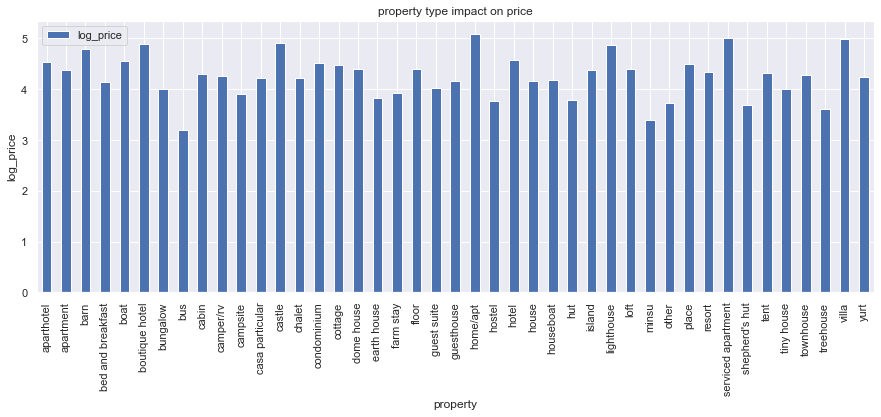 property type impact on price
log_price
log_price
5
4
3
2
1
0
aparthotel
apartment
barn
bed and breakfast
boat
boutique hotel
bungalow
bus
cabin
camper/rv
campsite
casa particular
castle
chalet
condominium
cottage
dome house
earth house
farm stay
floor
guest suite
guesthouse
home/apt
hostel
hotel
house
houseboat
hut
island
lighthouse
loft
minsu
other
place
resort
serviced apartment
shepherd's hut
tent
tiny house
townhouse
treehouse
villa
yurt
property